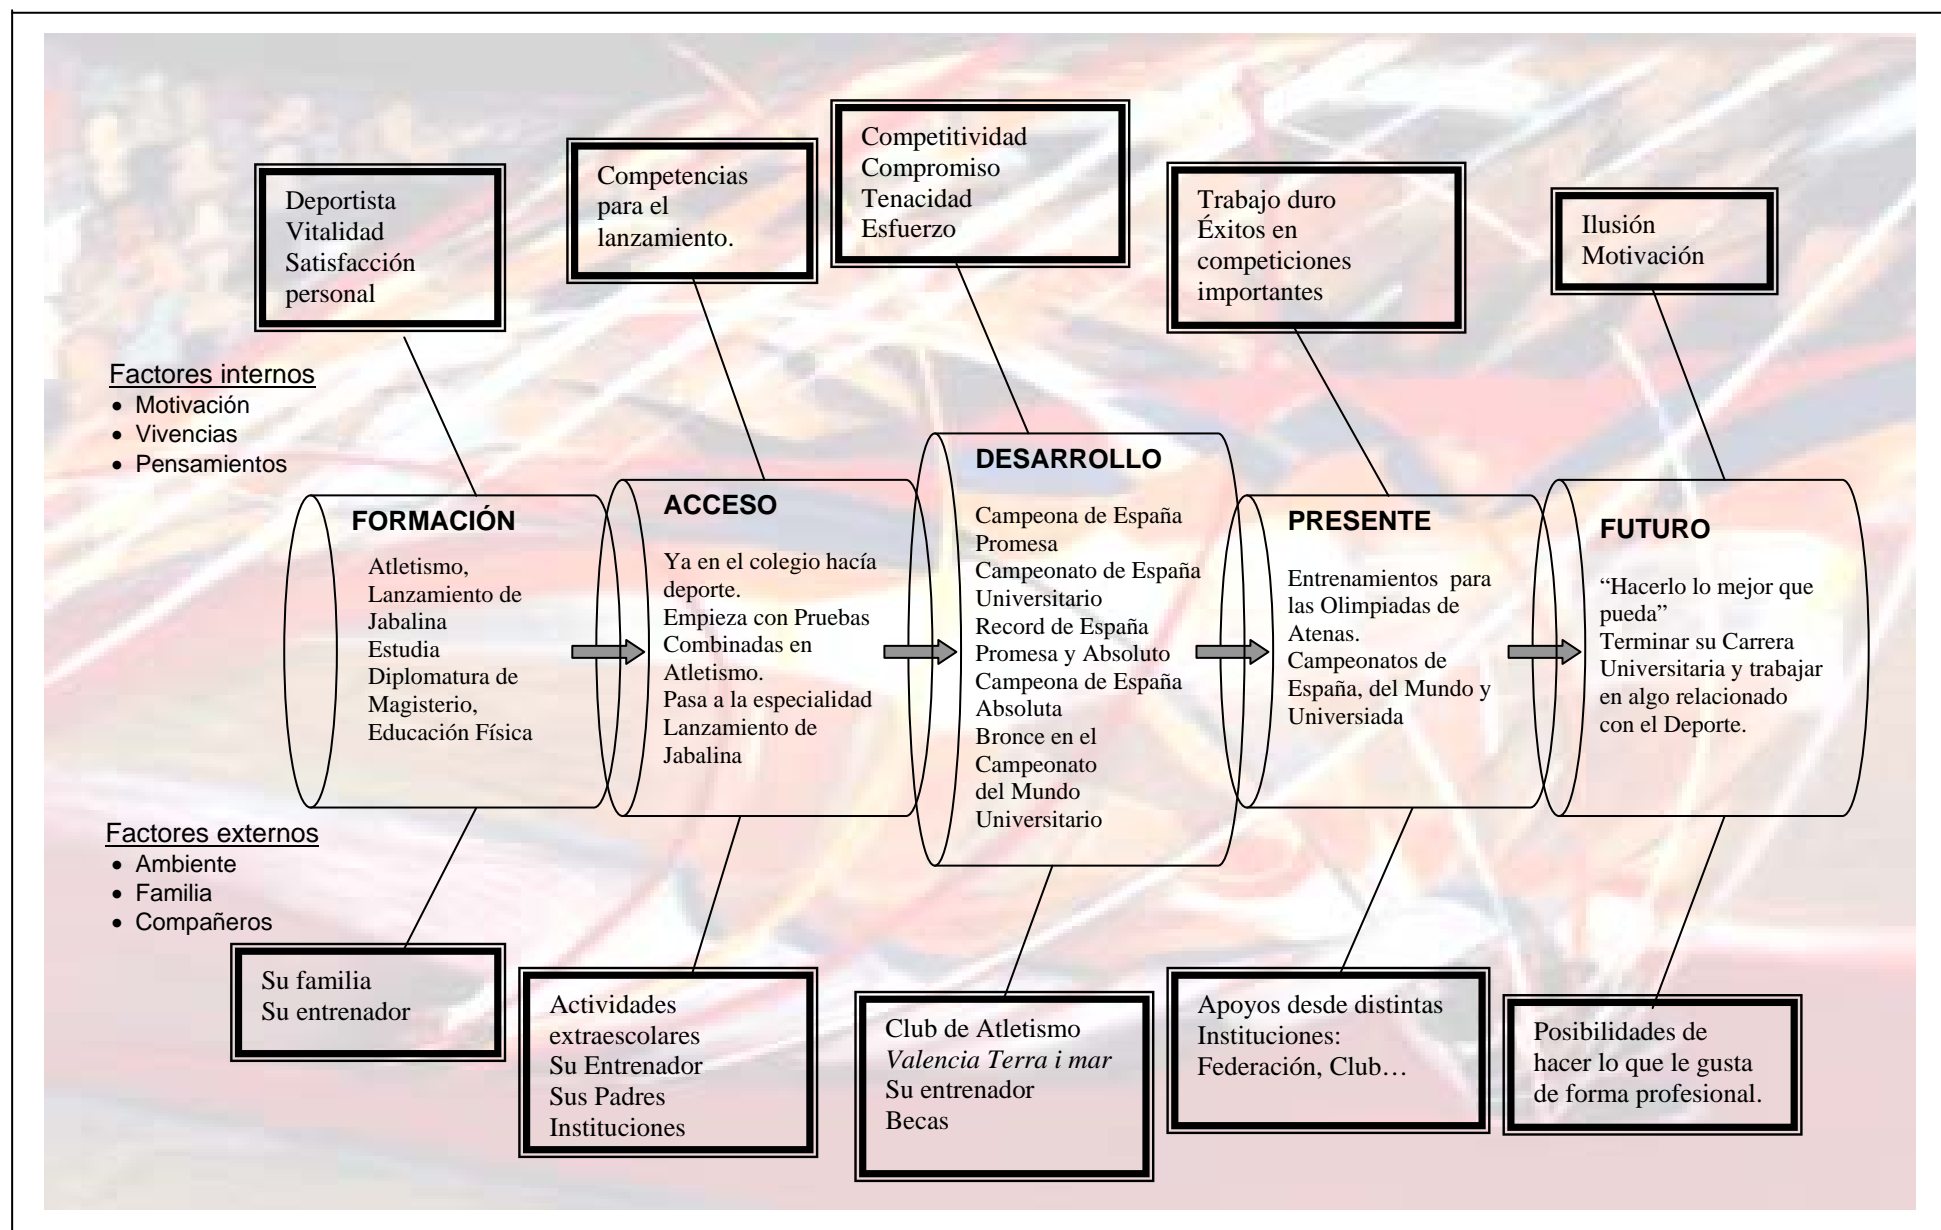 Deportista
Vitalidad
Satisfacción
personal
Competencias
para el
lanzamiento.
Competitividad
Compromiso
Tenacidad
Esfuerzo
Trabajo duro
Éxitos en
competiciones
importantes
Ilusión
Motivación
Factores internos
• Motivación
• Vivencias
• Pensamientos
FORMACIÓN
Atletismo,
Lanzamiento de
Jabalina
Estudia
Diplomatura de
Magisterio,
Educación Física
ACCESO
Ya en el colegio hacía
deporte.
Empieza con Pruebas
Combinadas en
Atletismo.
Pasa a la especialidad
Lanzamiento de
Jabalina
DESARROLLO
Campeona de España
Promesa
Campeonato de España
Universitario
Record de España
Promesa y Absoluto
Campeona de España
Absoluta
Bronce en el
Campeonato
del Mundo
Universitario
PRESENTE
Entrenamientos para
las Olimpiadas de
Atenas.
Campeonatos de
España, del Mundo y
Universiada
FUTURO
“Hacerlo lo mejor que
pueda”
Terminar su Carrera
Universitaria y trabajar
en algo relacionado
con el Deporte.
Factores externos
• Ambiente
• Familia
• Compañeros
Su familia
Su entrenador
Actividades
extraescolares
Su Entrenador
Sus Padres
Instituciones
Club de Atletismo
Valencia Terra i mar
Su entrenador
Becas
Apoyos desde distintas
Instituciones:
Federación, Club…
Posibilidades de
hacer lo que le gusta
de forma profesional.